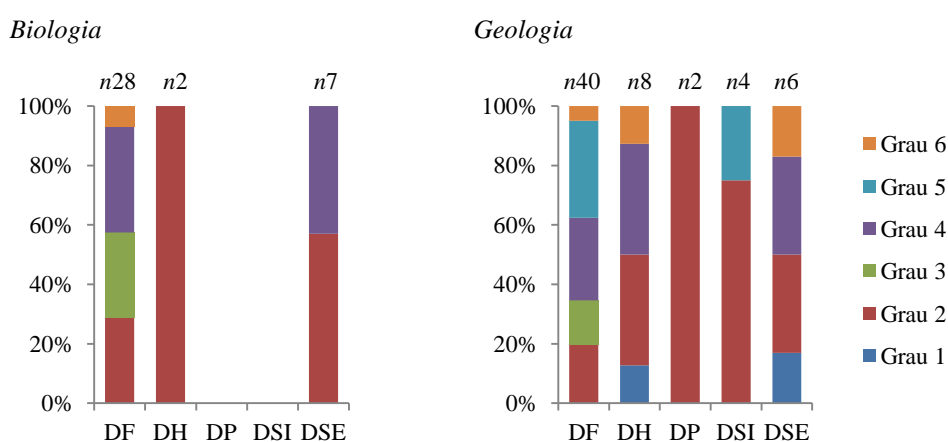 Biologia
n28 n2 n7
100%
80%
60%
40%
20%
0%
DF DH DP DSI DSE
Geologia
n40 n8 n2 n4 n6
100%
80%
60%
40%
20%
0%
DF DH DP DSI DSE
Grau 6
Grau 5
Grau 4
Grau 3
Grau 2
Grau 1